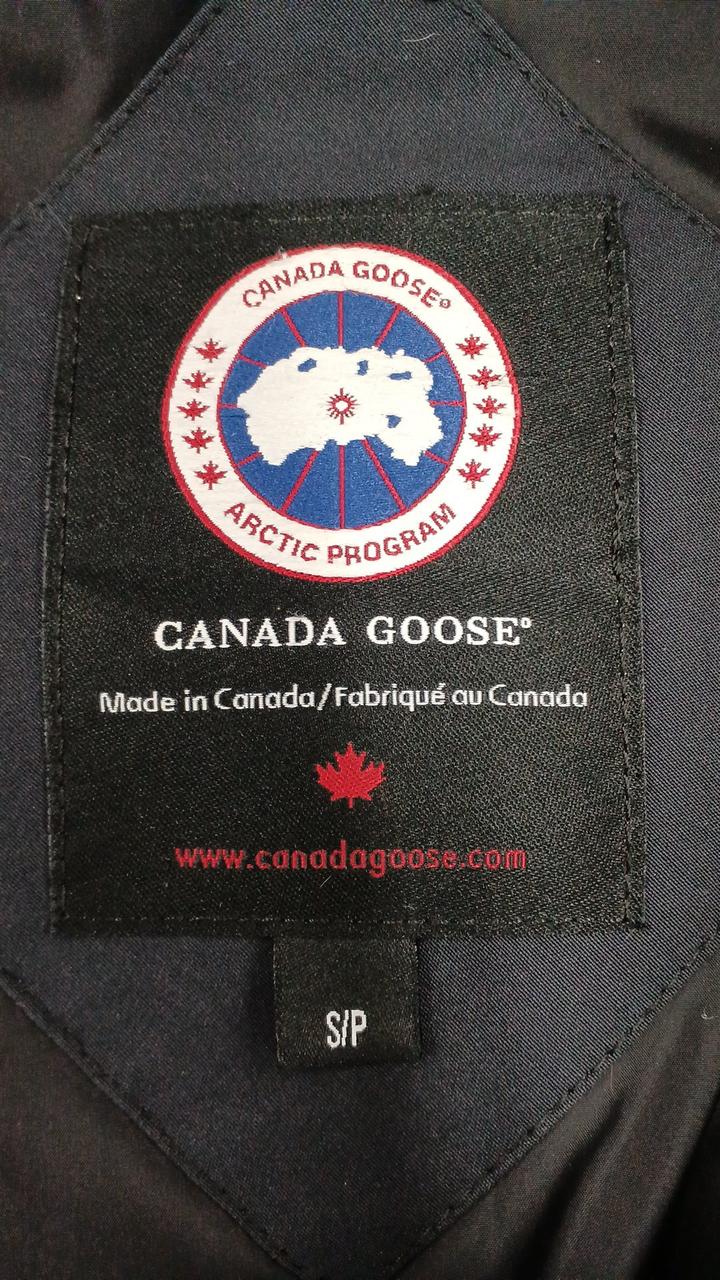 CANADA GOOSE®
ARCTIC PROGRAM
CANADA GOOSE®
Made in Canada/Fabriqué au Canada
www.canadagoose.com
S/P